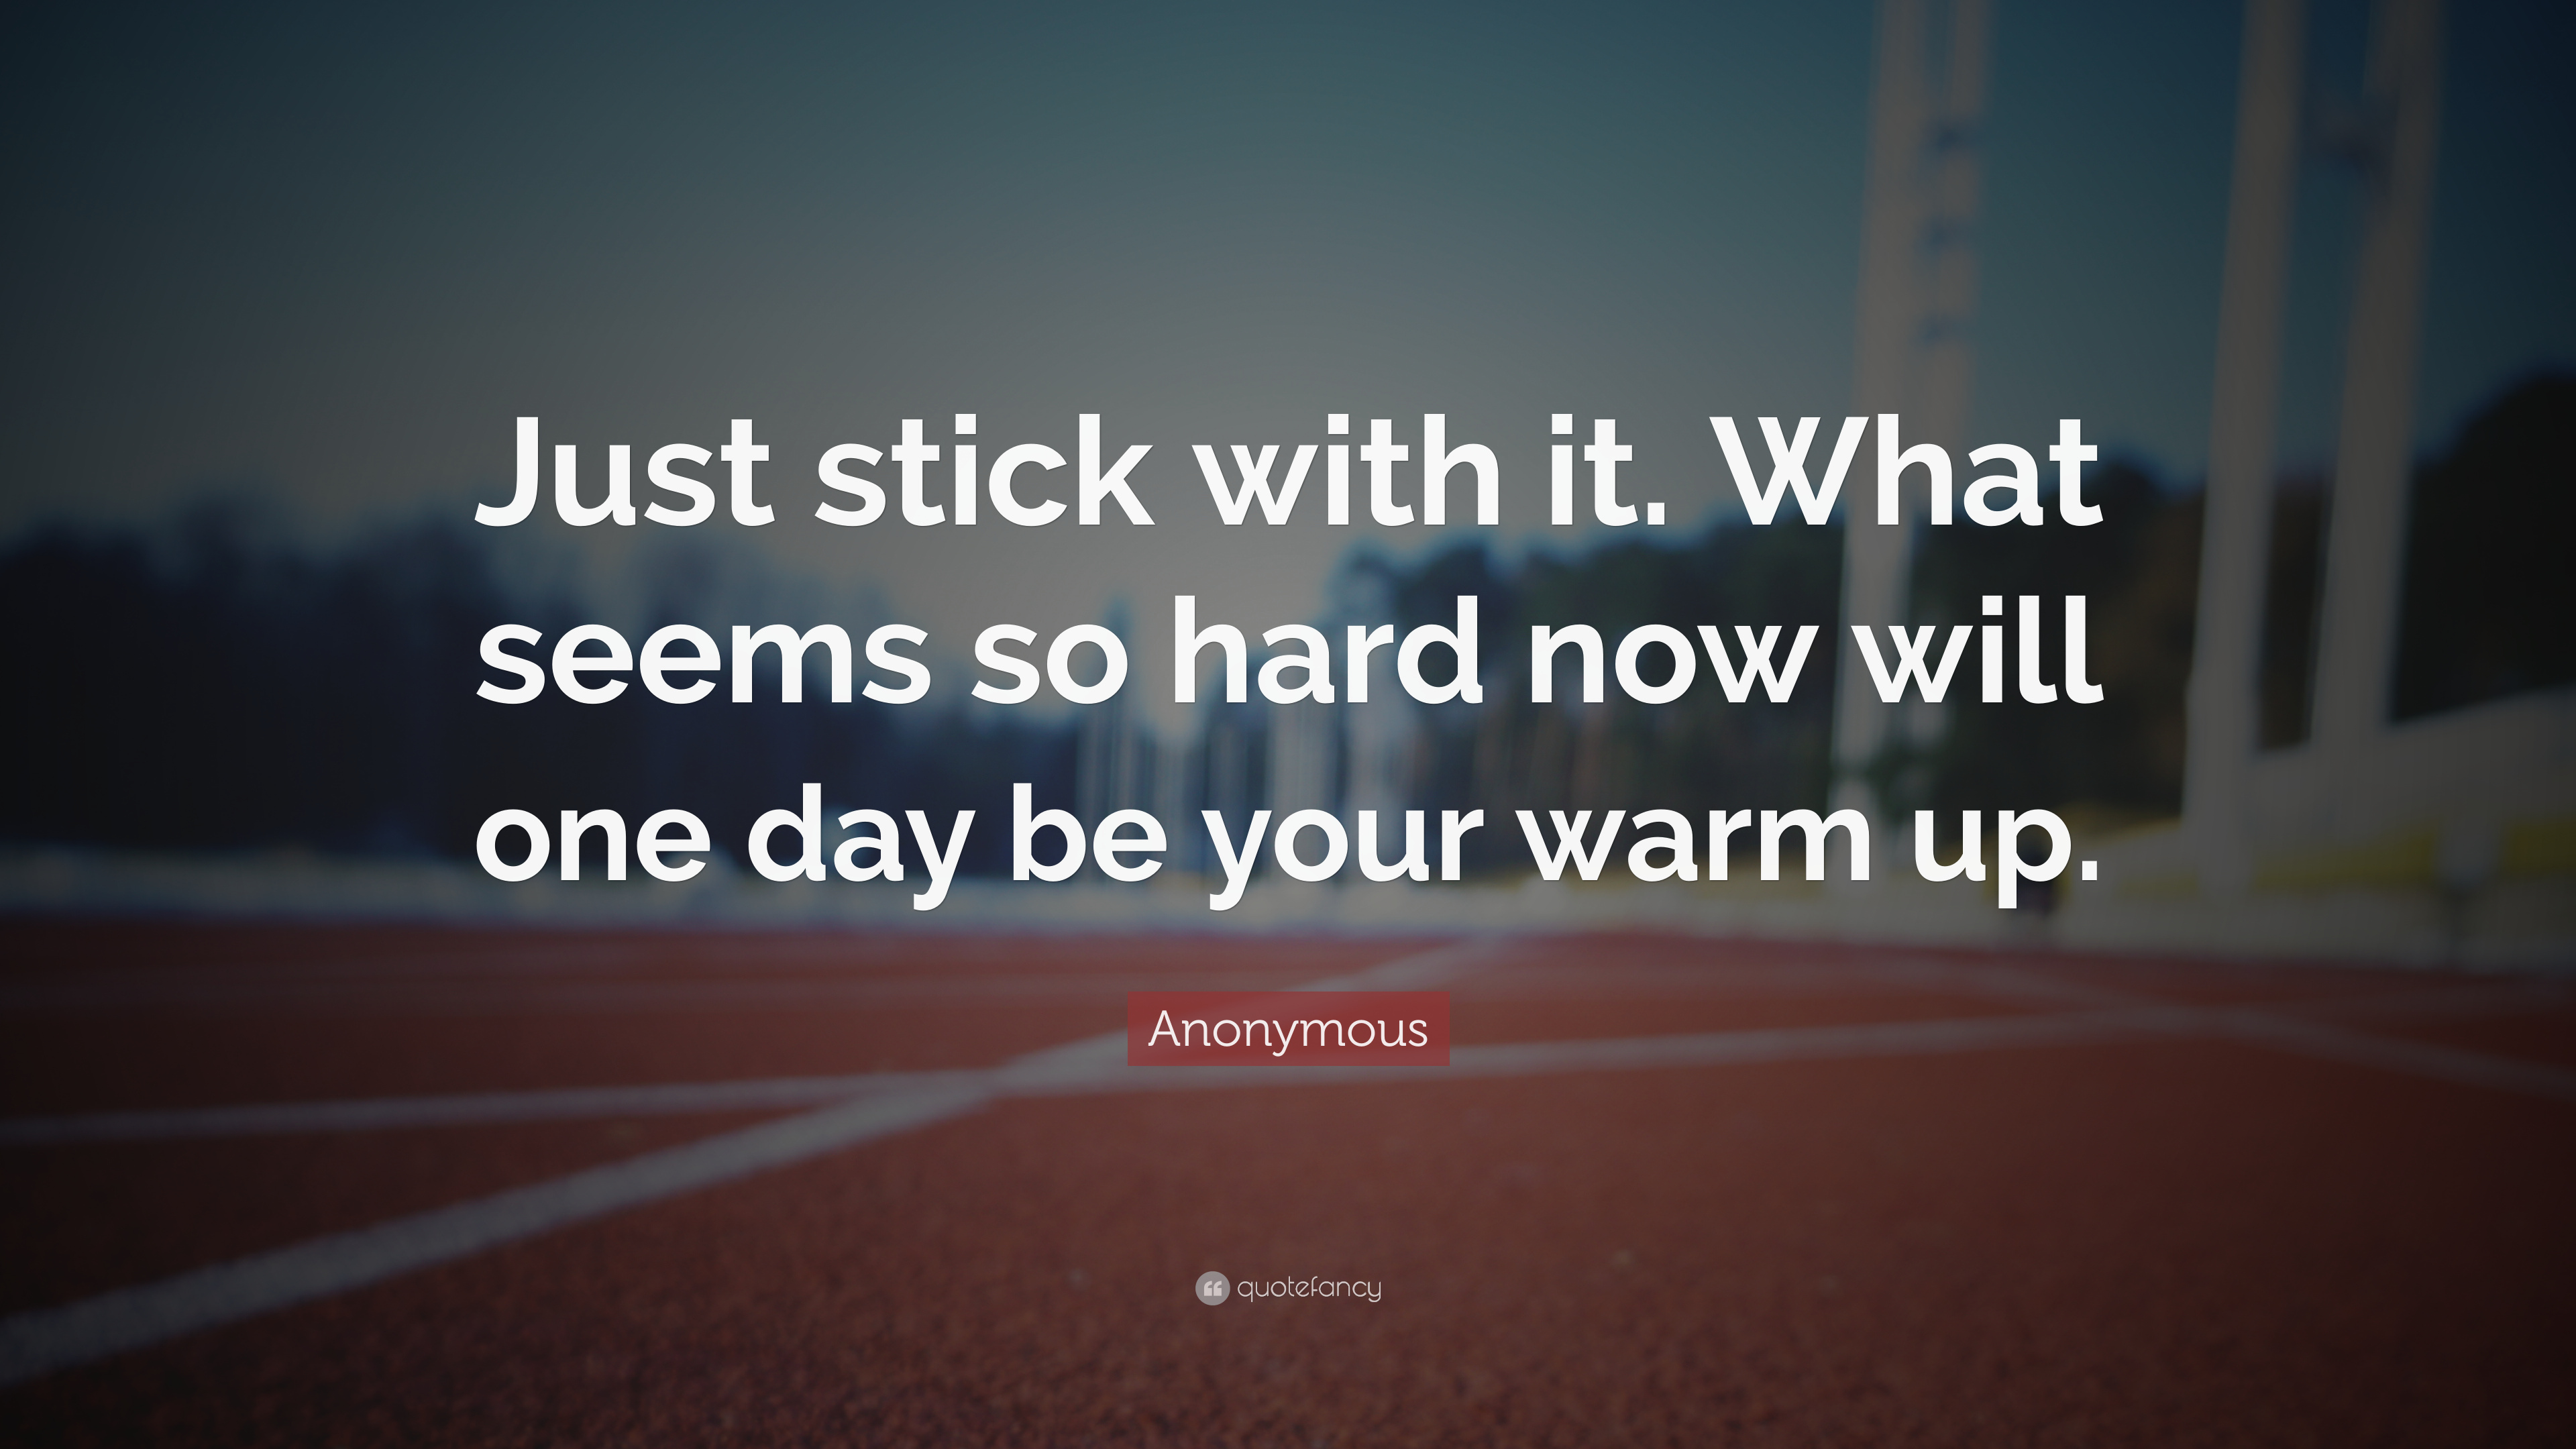 Just stick with it. What
seems so hard now will
one day be your warm up.
Anonymous
quotefancy